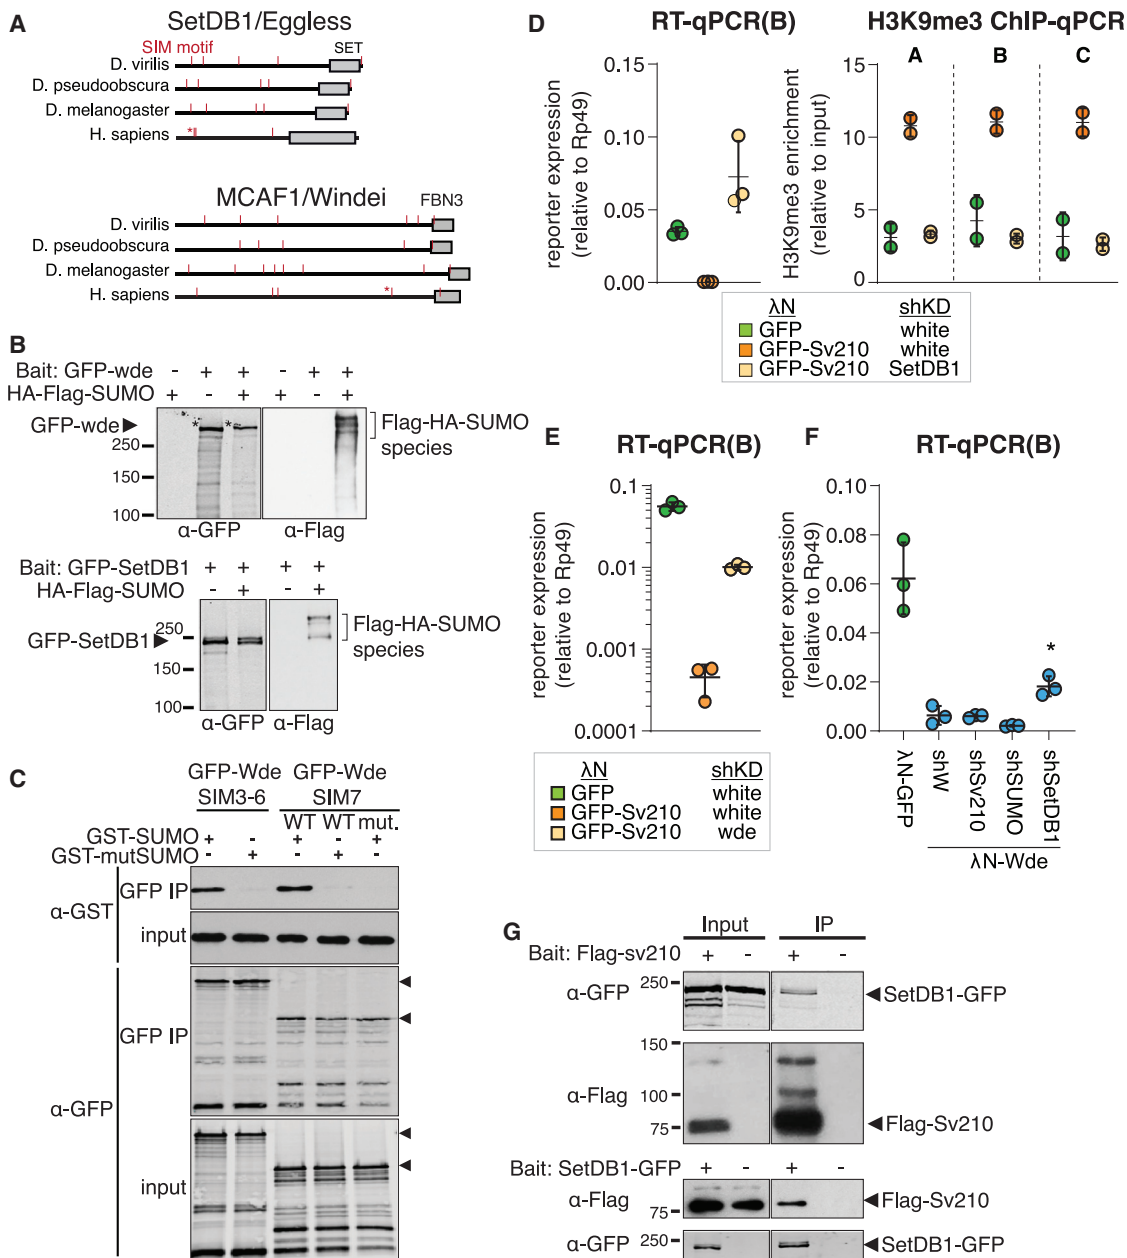 A
SetDB1/Eggless
SIM motif
SET
D. virilis
D. pseudoobscura
D. melanogaster
H. sapiens
*
MCAF1/Windei
FBN3
D. virilis
D. pseudoobscura
D. melanogaster
H. sapiens
*
B
Bait: GFP-wde - + + - + +
HA-Flag-SUMO + - + + - +
GFP-wde
* *
250
150
100
Flag-HA-SUMO
species
α-GFP α-Flag
Bait: GFP-SetDB1 + + + +
HA-Flag-SUMO - + - +
GFP-SetDB1
250
150
100
Flag-HA-SUMO
species
α-GFP α-Flag
C
GFP-Wde GFP-Wde
SIM3-6 SIM7
WT WT mut.
GST-SUMO + - + - +
GST-mutSUMO - + - + -
α-GST
GFP IP
input
α-GFP
GFP IP
input
D
RT-qPCR(B)
reporter expression
(relative to Rp49)
0.15
0.10
0.05
0.00
H3K9me3 ChIP-qPCR
A B C
H3K9me3 enrichment
(relative to input)
15
10
5
0
λN shKD
GFP white
GFP-Sv210 white
GFP-Sv210 SetDB1
E
RT-qPCR(B)
reporter expression
(relative to Rp49)
0.1
0.01
0.001
0.0001
λN shKD
GFP white
GFP-Sv210 white
GFP-Sv210 wde
F
RT-qPCR(B)
reporter expression
(relative to Rp49)
0.10
0.08
0.06
0.04
0.02
0.00
*
λN-GFP
shW
shSv210
shSUMO
shSetDB1
λN-Wde
G
Input IP
Bait: Flag-sv210 + - + -
α-GFP
250
SetDB1-GFP
150
α-Flag
100
75
Flag-Sv210
Bait: SetDB1-GFP + - + -
α-Flag
75
Flag-Sv210
α-GFP
250
SetDB1-GFP